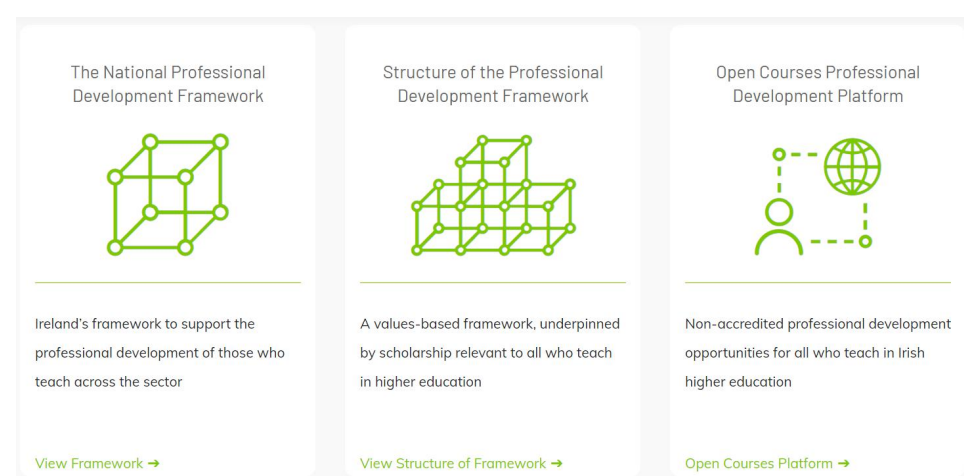 The National Professional
Development Framework
Ireland's framework to support the
professional development of those who
teach across the sector
View Framework ➔
Structure of the Professional
Development Framework
A values-based framework, underpinned
by scholarship relevant to all who teach
in higher education
View Structure of Framework ➔
Open Courses Professional
Development Platform
Non-accredited professional development
opportunities for all who teach in Irish
higher education
Open Courses Platform ➔